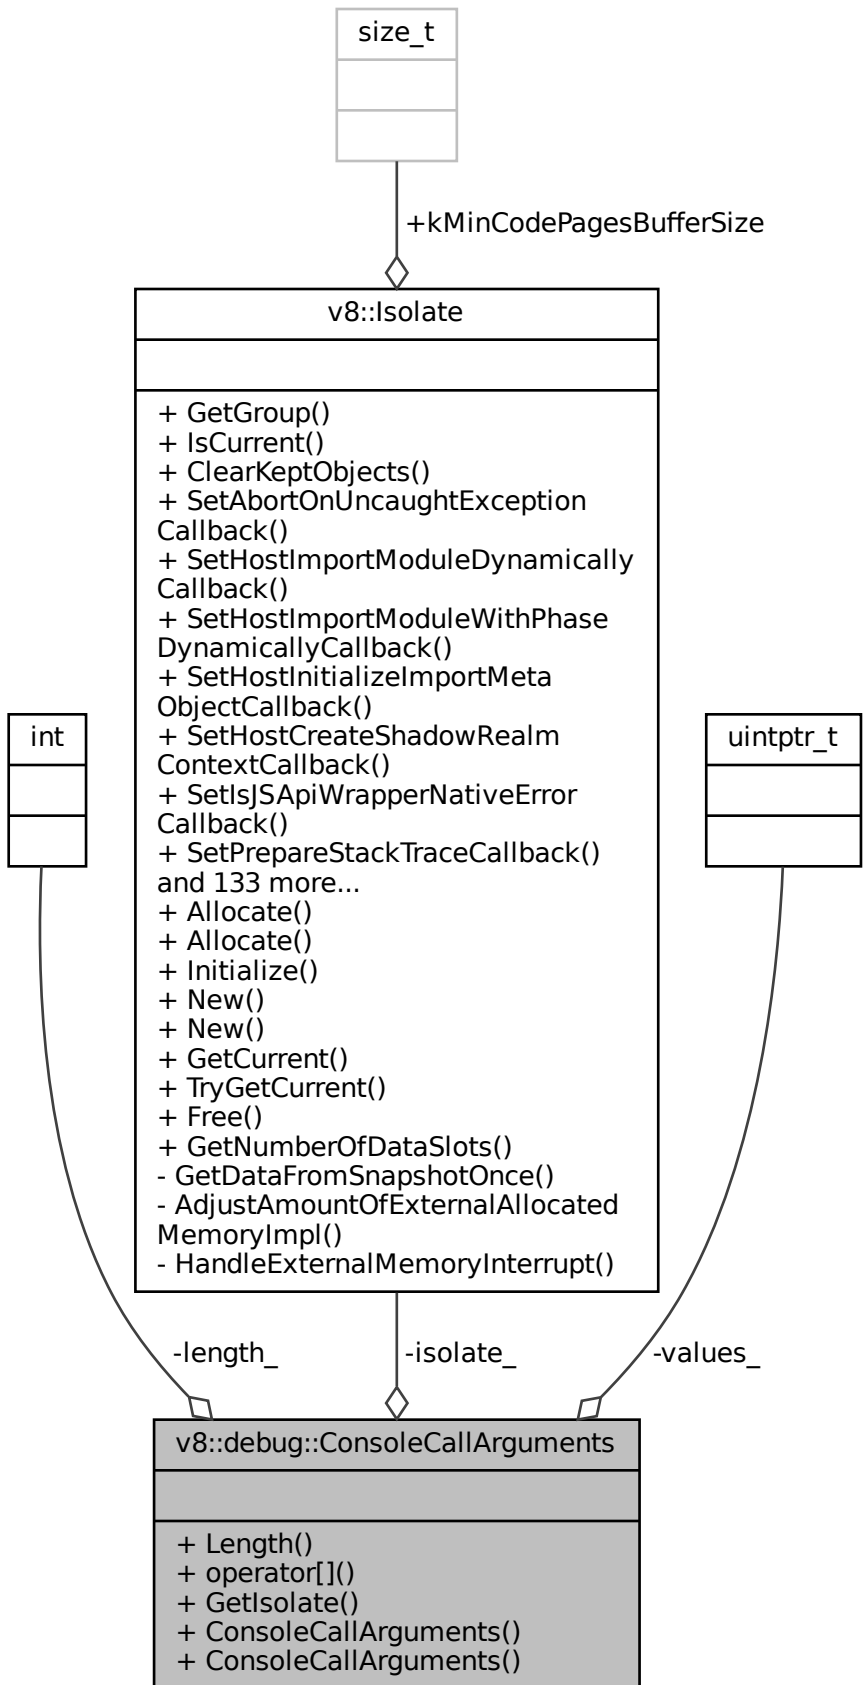 size_t
+kMinCodePagesBufferSize
v8::Isolate
+ GetGroup()
+ IsCurrent()
+ ClearKeptObjects()
+ SetAbortOnUncaughtException
Callback()
+ SetHostImportModuleDynamically
Callback()
+ SetHostImportModuleWithPhase
DynamicallyCallback()
+ SetHostInitializeImportMeta
ObjectCallback()
+ SetHostCreateShadowRealm
ContextCallback()
+ SetIsJSApiWrapperNativeError
Callback()
+ SetPrepareStackTraceCallback()
and 133 more...
+ Allocate()
+ Allocate()
+ Initialize()
+ New()
+ New()
+ GetCurrent()
+ TryGetCurrent()
+ Free()
+ GetNumberOfDataSlots()
- GetDataFromSnapshotOnce()
- AdjustAmountOfExternalAllocated
MemoryImpl()
- HandleExternalMemoryInterrupt()
int
uintptr_t
-length_
-isolate_
-values_
v8::debug::ConsoleCallArguments
+ Length()
+ operator[]()
+ GetIsolate()
+ ConsoleCallArguments()
+ ConsoleCallArguments()